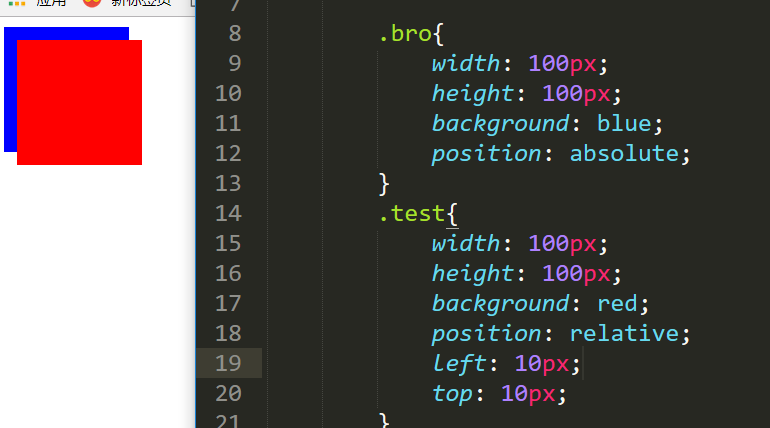 应用 新标签页
7
8 .bro{
9 width: 100px;
10 height: 100px;
11 background: blue;
12 position: absolute;
13 }
14 .test{
15 width: 100px;
16 height: 100px;
17 background: red;
18 position: relative;
19 left: 10px;
20 top: 10px;
21 }